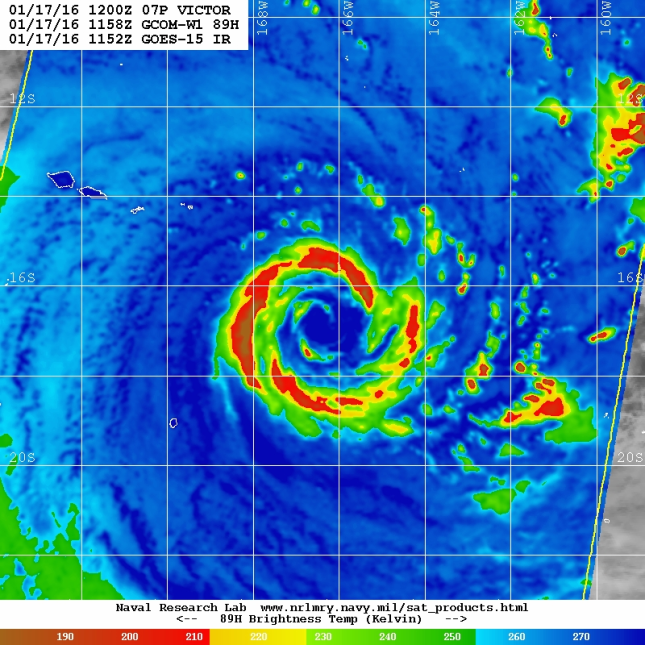 01/17/16 1200Z 07P VICTOR
01/17/16 1158Z GCOM-W1 89H
01/17/16 1152Z GOES-15 IR
168W 166W 164W 162W 160W
12S
16S 16S
20S 20S
Naval Research Lab www.nrlmry.navy.mil/sat_products.html
<-- 89H Brightness Temp (Kelvin) -->
190 200 210 220 230 240 250 260 270